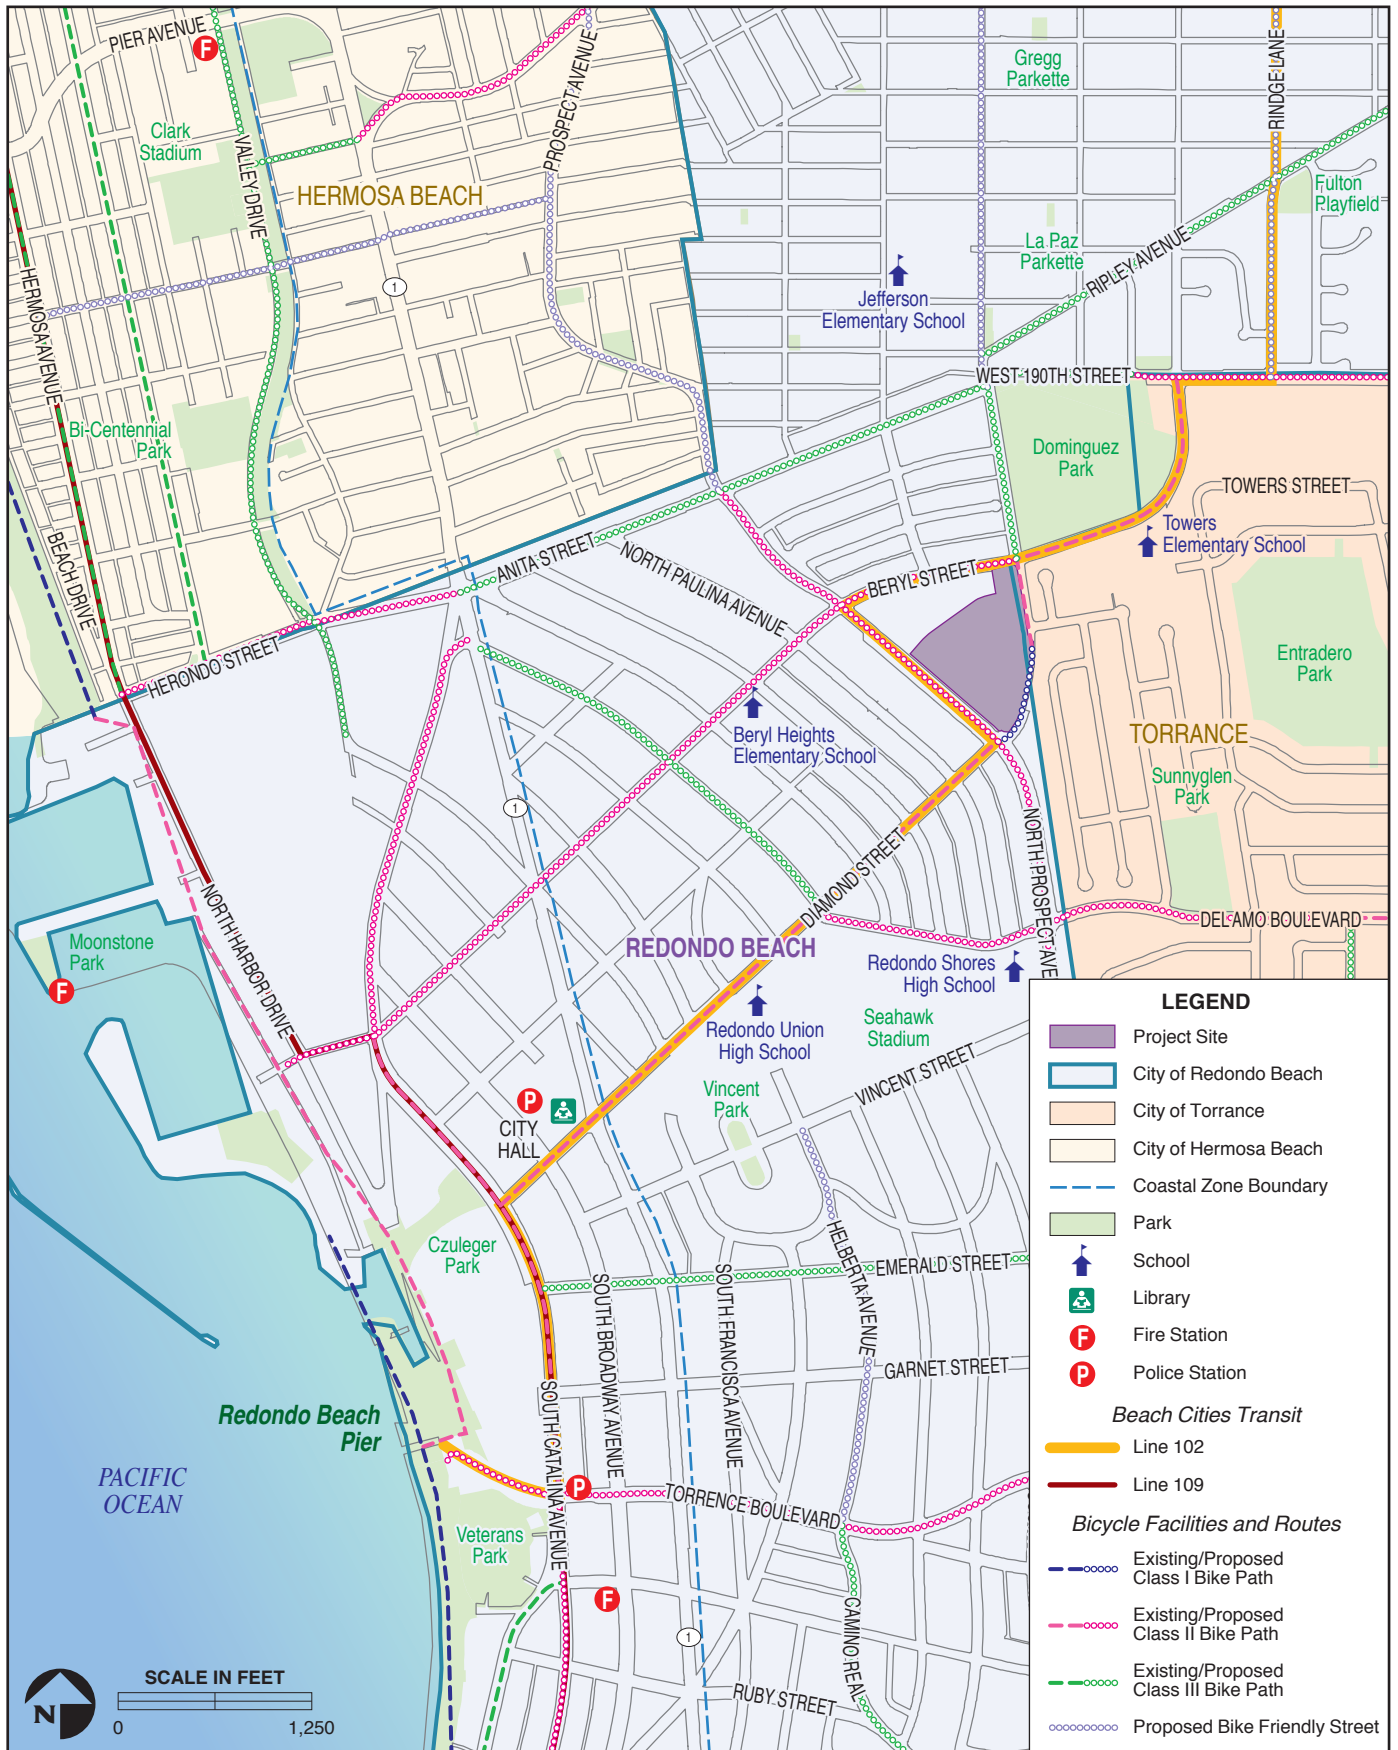 PIER AVENUE
F
Clark
Stadium
VALLEY DRIVE
HERMOSA BEACH
PROSPECT AVENUE
Gregg
Parkette
RINDGE LANE
Fulton
Playfield
La Paz
Parkette
RIPLEY AVENUE
HERMOSA AVENUE
1
Jefferson
Elementary School
WEST 190TH STREET
Bi-Centennial
Park
Dominguez
Park
TOWERS STREET
Towers
Elementary School
BEACH DRIVE
ANITA STREET
NORTH PAULINA AVENUE
BERYL STREET
HERONDO STREET
Entradero
Park
Beryl Heights
Elementary School
TORRANCE
Sunnyglen
Park
1
NORTH PROSPECT AVE
DIAMOND STREET
NORTH HARBOR DRIVE
DEL AMO BOULEVARD
Moonstone
Park
F
REDONDO BEACH
Redondo Shores
High School
Redondo Union
High School
Seahawk
Stadium
VINCENT STREET
Vincent
Park
P
CITY
HALL
Czuleger
Park
HELBERTA AVENUE
EMERALD STREET
SOUTH BROADWAY AVENUE
SOUTH FRANCISCA AVENUE
GARNET STREET
SOUTH CATALINA AVENUE
Redondo Beach
Pier
PACIFIC
OCEAN
P
TORRENCE BOULEVARD
Veterans
Park
F
CAMINO REAL
1
RUBY STREET
N
SCALE IN FEET
0 1,250
LEGEND
Project Site
City of Redondo Beach
City of Torrance
City of Hermosa Beach
Coastal Zone Boundary
Park
School
Library
F Fire Station
P Police Station
Beach Cities Transit
Line 102
Line 109
Bicycle Facilities and Routes
Existing/Proposed
Class I Bike Path
Existing/Proposed
Class II Bike Path
Existing/Proposed
Class III Bike Path
Proposed Bike Friendly Street